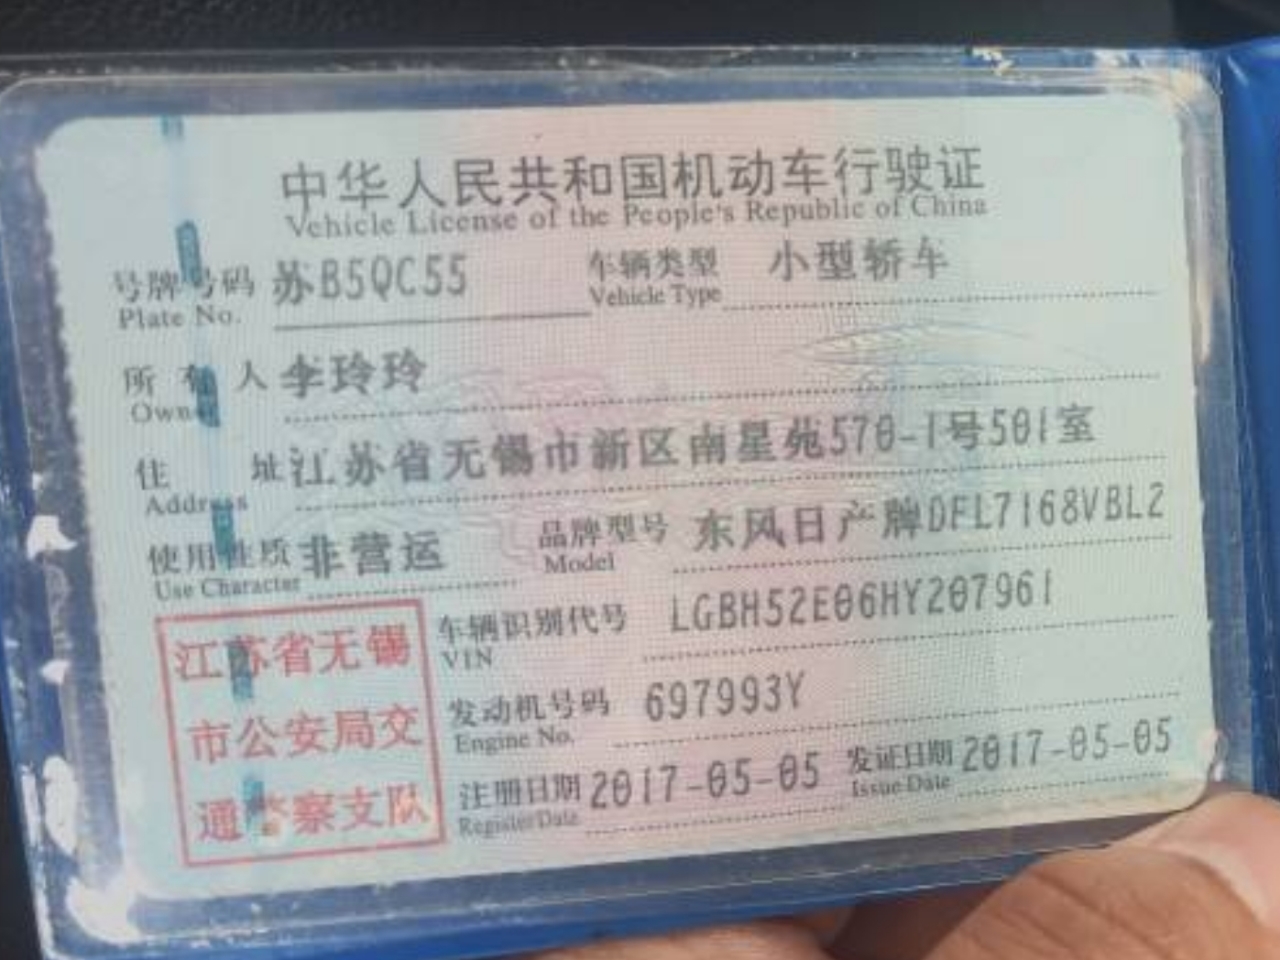 中华人民共和国机动车行驶证
Vehicle License of the People's Republic of China
号牌号码 苏B5QC55 车辆类型 小型轿车
Plate No. Vehicle Type
所有人 李玲玲
Owner
住址 江苏省无锡市新区南星苑570-1号501室
Address
使用性质 非营运 品牌型号 东风日产牌DFL7168VBL2
Use Character Model
江苏省无锡
市公安局交
通警察支队
车辆识别代号 LGBH52E06HY207961
VIN
发动机号码 697993Y
Engine No.
注册日期 2017-05-05 发证日期 2017-05-05
Register Date Issue Date